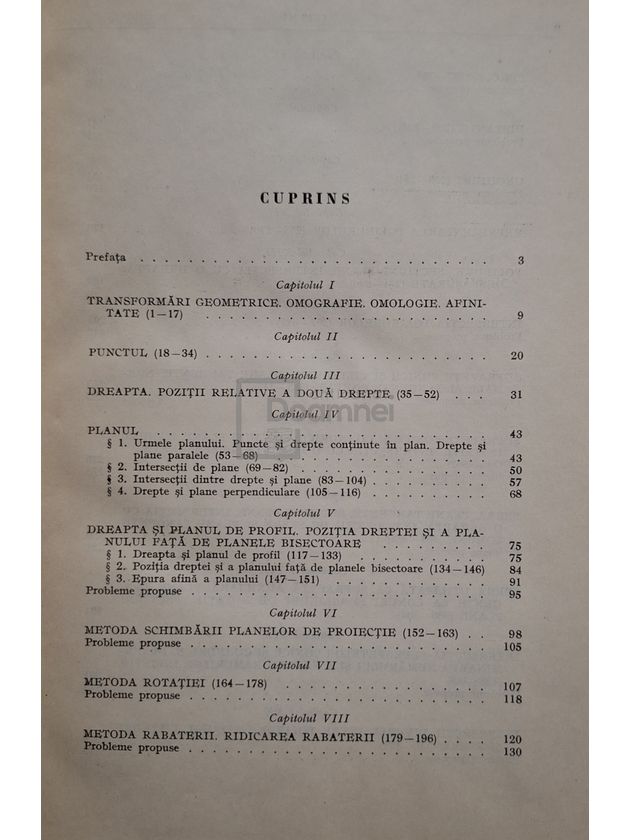 CUPRINS
Prefața . . . . . . . . . . . . . . . . . . . . . . . . . . . . . 3
Capitolul I
TRANSFORMĂRI GEOMETRICE. OMOGRAFIE. OMOLOGIE. AFINI-
TATE (1—17) . . . . . . . . . . . . . . . . . . . . . . . . 9
Capitolul II
PUNCTUL (18—34) . . . . . . . . . . . . . . . . . . . . . . . . 20
Capitolul III
DREAPTA. POZIȚII RELATIVE A DOUĂ DREPTE (35—52) . . . 31
Capitolul IV
Doamnei
PLANUL . . . . . . . . . . . . . . . . . . . . . . . . . . . . 43
§ 1. Urmele planului. Puncte și drepte conținute în plan. Drepte și
plane paralele (53—68) . . . . . . . . . . . . . . . . . . 43
§ 2. Intersecții de plane (69—82) . . . . . . . . . . . . . . . . . 50
§ 3. Intersecții dintre drepte și plane (83—104) . . . . . . . . . . 57
§ 4. Drepte și plane perpendiculare (105—116) . . . . . . . . . . 68
Capitolul V
DREAPTA ȘI PLANUL DE PROFIL. POZIȚIA DREPTEI ȘI A PLA-
NULUI FAȚĂ DE PLANELE BISECTOARE . . . . . . . . . 75
§ 1. Dreapta și planul de profil (117—133) . . . . . . . . . . . 75
§ 2. Poziția dreptei și a planului față de planele bisectoare (134—146) 84
§ 3. Epura afină a planului (147—151) . . . . . . . . . . . . . . 91
Probleme propuse . . . . . . . . . . . . . . . . . . . . . . . . . 95
Capitolul VI
METODA SCHIMBĂRII PLANELOR DE PROIECȚIE (152—163) . . 98
Probleme propuse . . . . . . . . . . . . . . . . . . . . . . . . . 105
Capitolul VII
METODA ROTAȚIEI (164—178) . . . . . . . . . . . . . . . . . 107
Probleme propuse . . . . . . . . . . . . . . . . . . . . . . . . . 118
Capitolul VIII
METODA RABATERII. RIDICAREA RABATERII (179—196) . . . . 120
Probleme propuse . . . . . . . . . . . . . . . . . . . . . . . . . 130